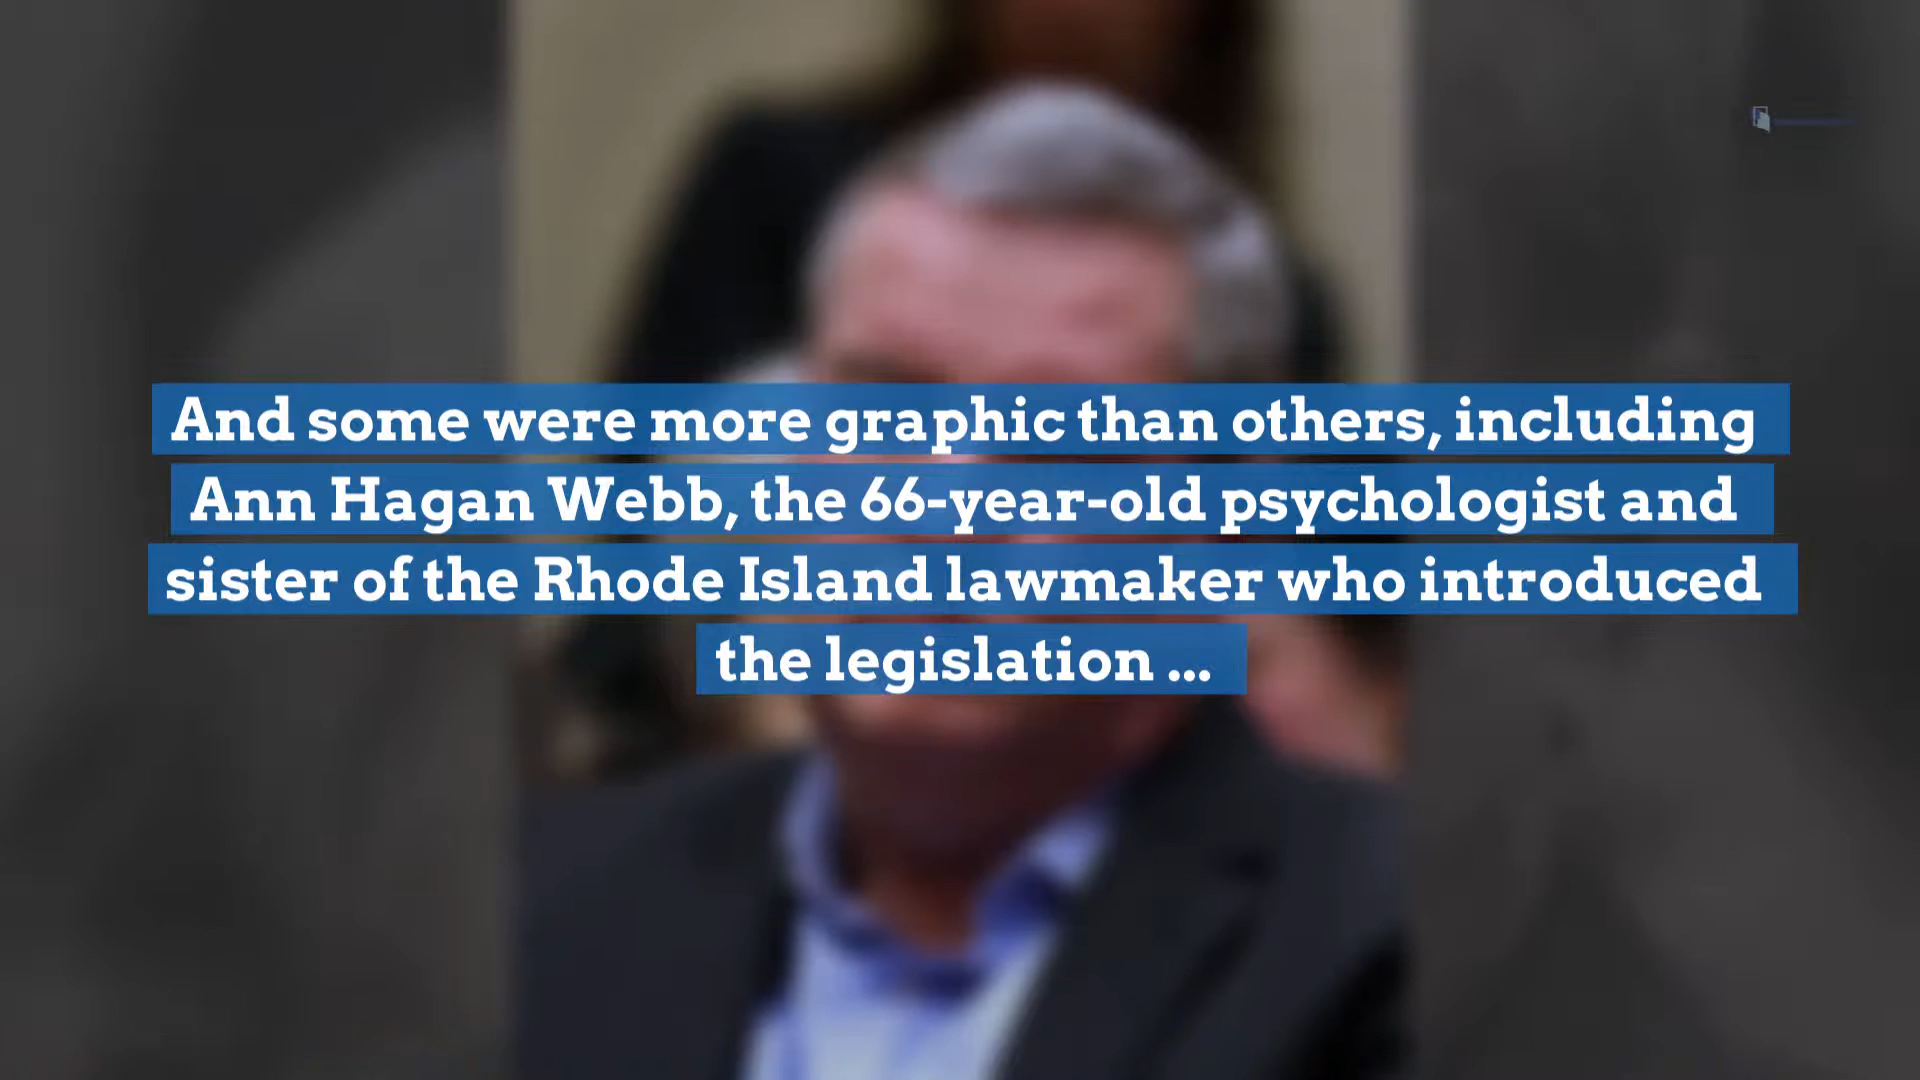 And some were more graphic than others, including
Ann Hagan Webb, the 66-year-old psychologist and
sister of the Rhode Island lawmaker who introduced
the legislation ...